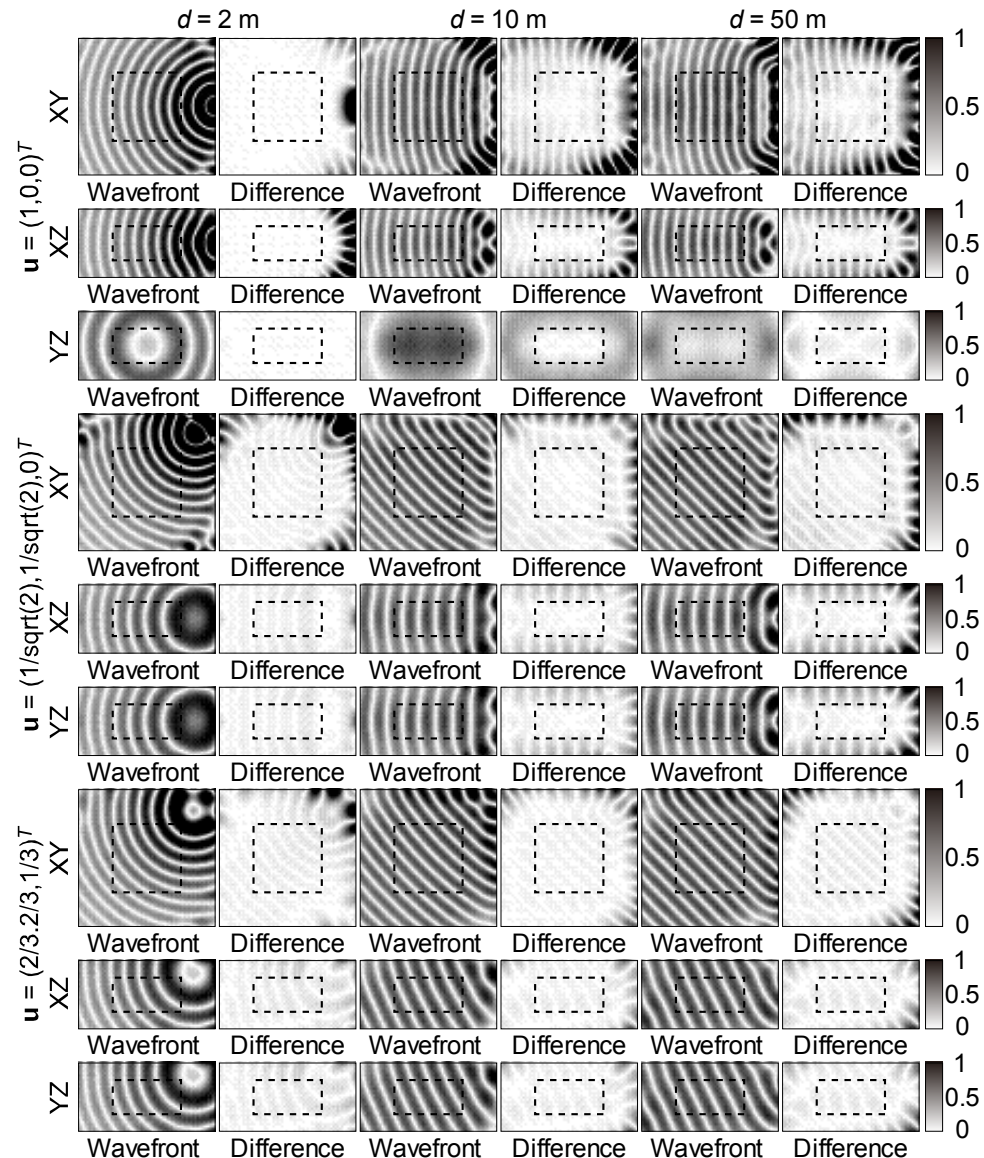 d = 2 m d = 10 m d = 50 m
u = (1,0,0)T
XY
1
0.5
0
Wavefront Difference Wavefront Difference Wavefront Difference
XZ
1
0.5
0
Wavefront Difference Wavefront Difference Wavefront Difference
YZ
1
0.5
0
Wavefront Difference Wavefront Difference Wavefront Difference
u = (1/sqrt(2),1/sqrt(2),0)T
XY
1
0.5
0
Wavefront Difference Wavefront Difference Wavefront Difference
XZ
1
0.5
0
Wavefront Difference Wavefront Difference Wavefront Difference
YZ
1
0.5
0
Wavefront Difference Wavefront Difference Wavefront Difference
u = (2/3.2/3,1/3)T
XY
1
0.5
0
Wavefront Difference Wavefront Difference Wavefront Difference
XZ
1
0.5
0
Wavefront Difference Wavefront Difference Wavefront Difference
YZ
1
0.5
0
Wavefront Difference Wavefront Difference Wavefront Difference